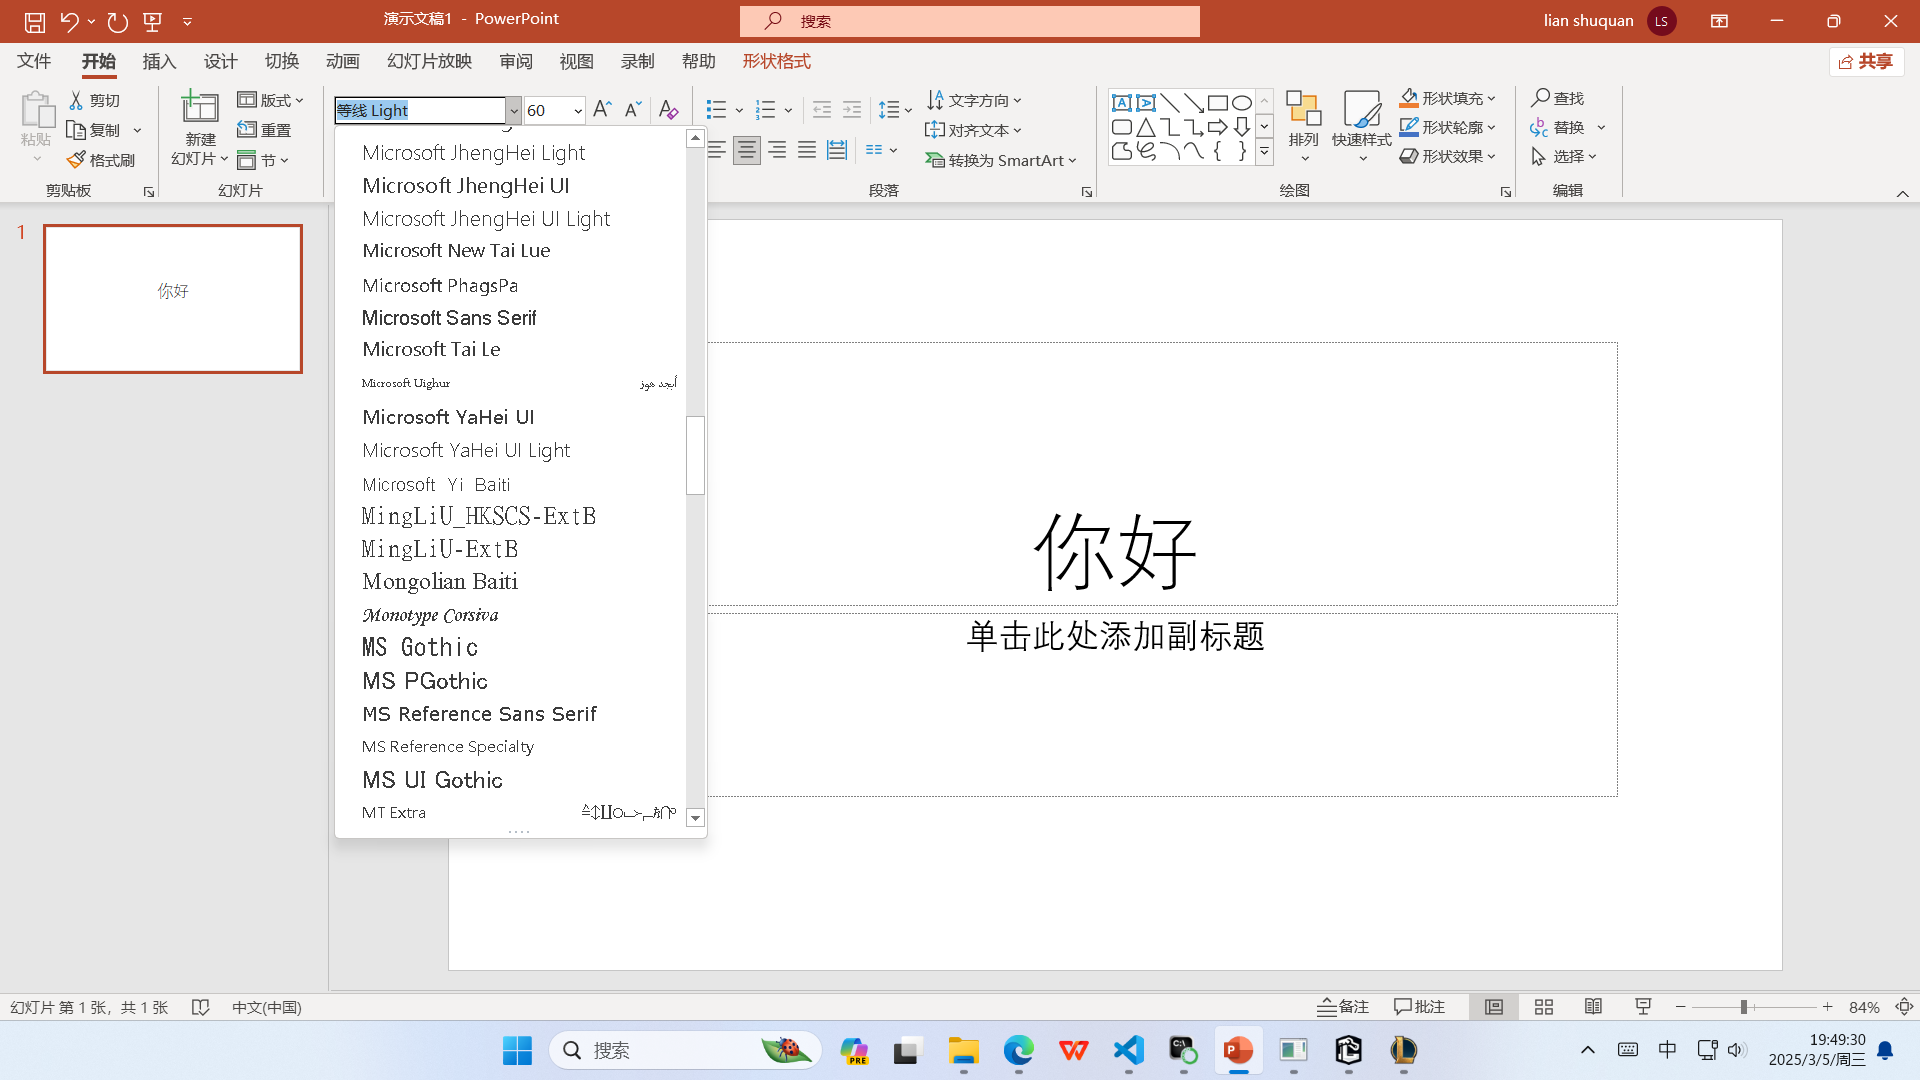 演示文稿1 - PowerPoint
搜索
lian shuquan
LS
文件 开始 插入 设计 切换 动画 幻灯片放映 审阅 视图 录制 帮助 形状格式
共享
粘贴
剪切
复制
格式刷
剪贴板
新建
幻灯片
版式
重置
节
幻灯片
等线 Light
60
文字方向
对齐文本
转换为 SmartArt
段落
排列
快速样式
形状填充
形状轮廓
形状效果
绘图
查找
替换
选择
编辑
Microsoft JhengHei Light
Microsoft JhengHei UI
Microsoft JhengHei UI Light
Microsoft New Tai Lue
Microsoft PhagsPa
Microsoft Sans Serif
Microsoft Tai Le
Microsoft Uighur أبجد هوز
Microsoft YaHei UI
Microsoft YaHei UI Light
Microsoft Yi Baiti
MingLiU_HKSCS-ExtB
MingLiU-ExtB
Mongolian Baiti
Monotype Corsiva
MS Gothic
MS PGothic
MS Reference Sans Serif
MS Reference Specialty
MS UI Gothic
MT Extra
1
你好
你好
单击此处添加副标题
幻灯片 第 1 张，共 1 张
中文(中国)
备注
批注
84%
搜索
PRE
中
19:49:30
2025/3/5/周三